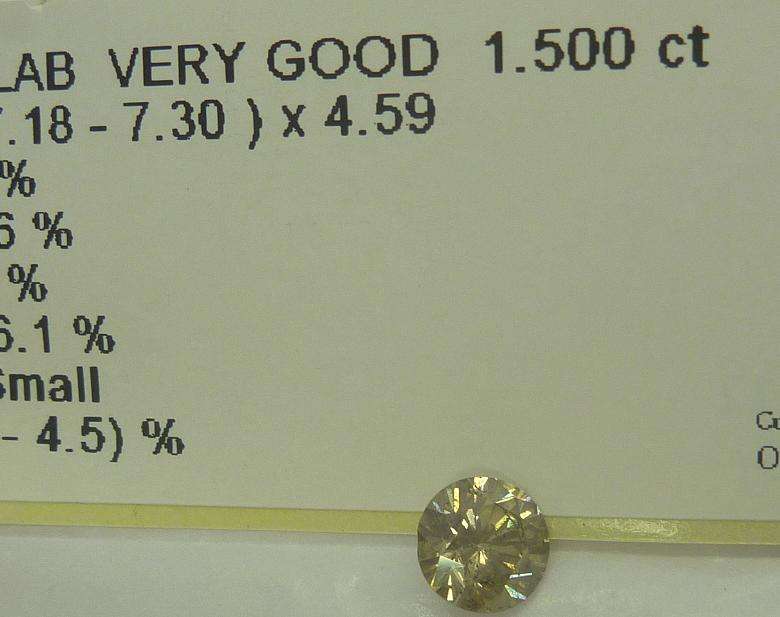 LAB VERY GOOD 1.500 ct
.18 - 7.30 ) x 4.59
%
6 %
%
6.1 %
Small
- 4.5) %
O